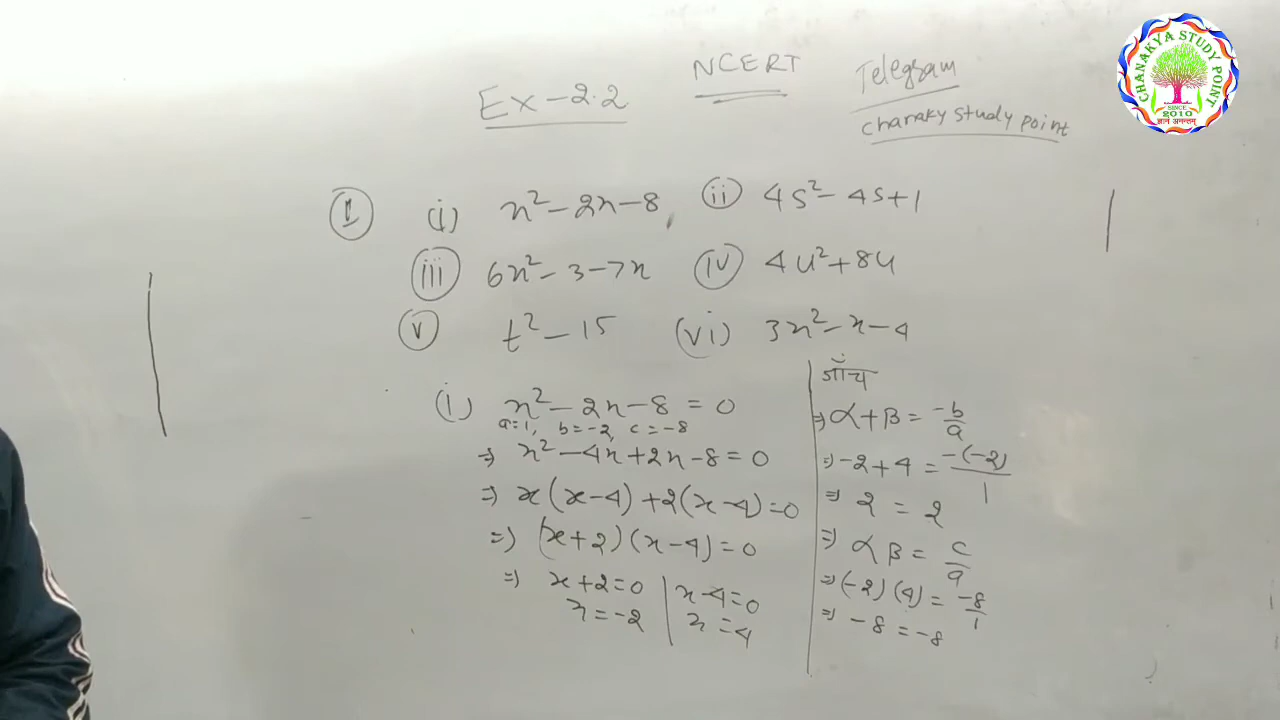 NCERT
Ex-2.2
Telegram
chanaky study point
CHANAKYA STUDY POINT
SINCE
2010
ज्ञानं अनन्तम्
① (i) x² - 2x - 8, (ii) 4s² - 4s + 1
(iii) 6x² - 3 - 7x (iv) 4u² + 8u
(v) t² - 15 (vi) 3x² - x - 4
(i) x² - 2x - 8 = 0
a=1, b=-2, c=-8
⇒ x² - 4x + 2x - 8 = 0
⇒ x(x-4) + 2(x-4) = 0
⇒ (x+2)(x-4) = 0
⇒ x+2=0 | x-4=0
x=-2 | x=4
जाँच
⇒ α+β = -b/a
⇒ -2+4 = -(-2)/1
⇒ 2 = 2
⇒ αβ = c/a
⇒ (-2)(4) = -8/1
⇒ -8 = -8